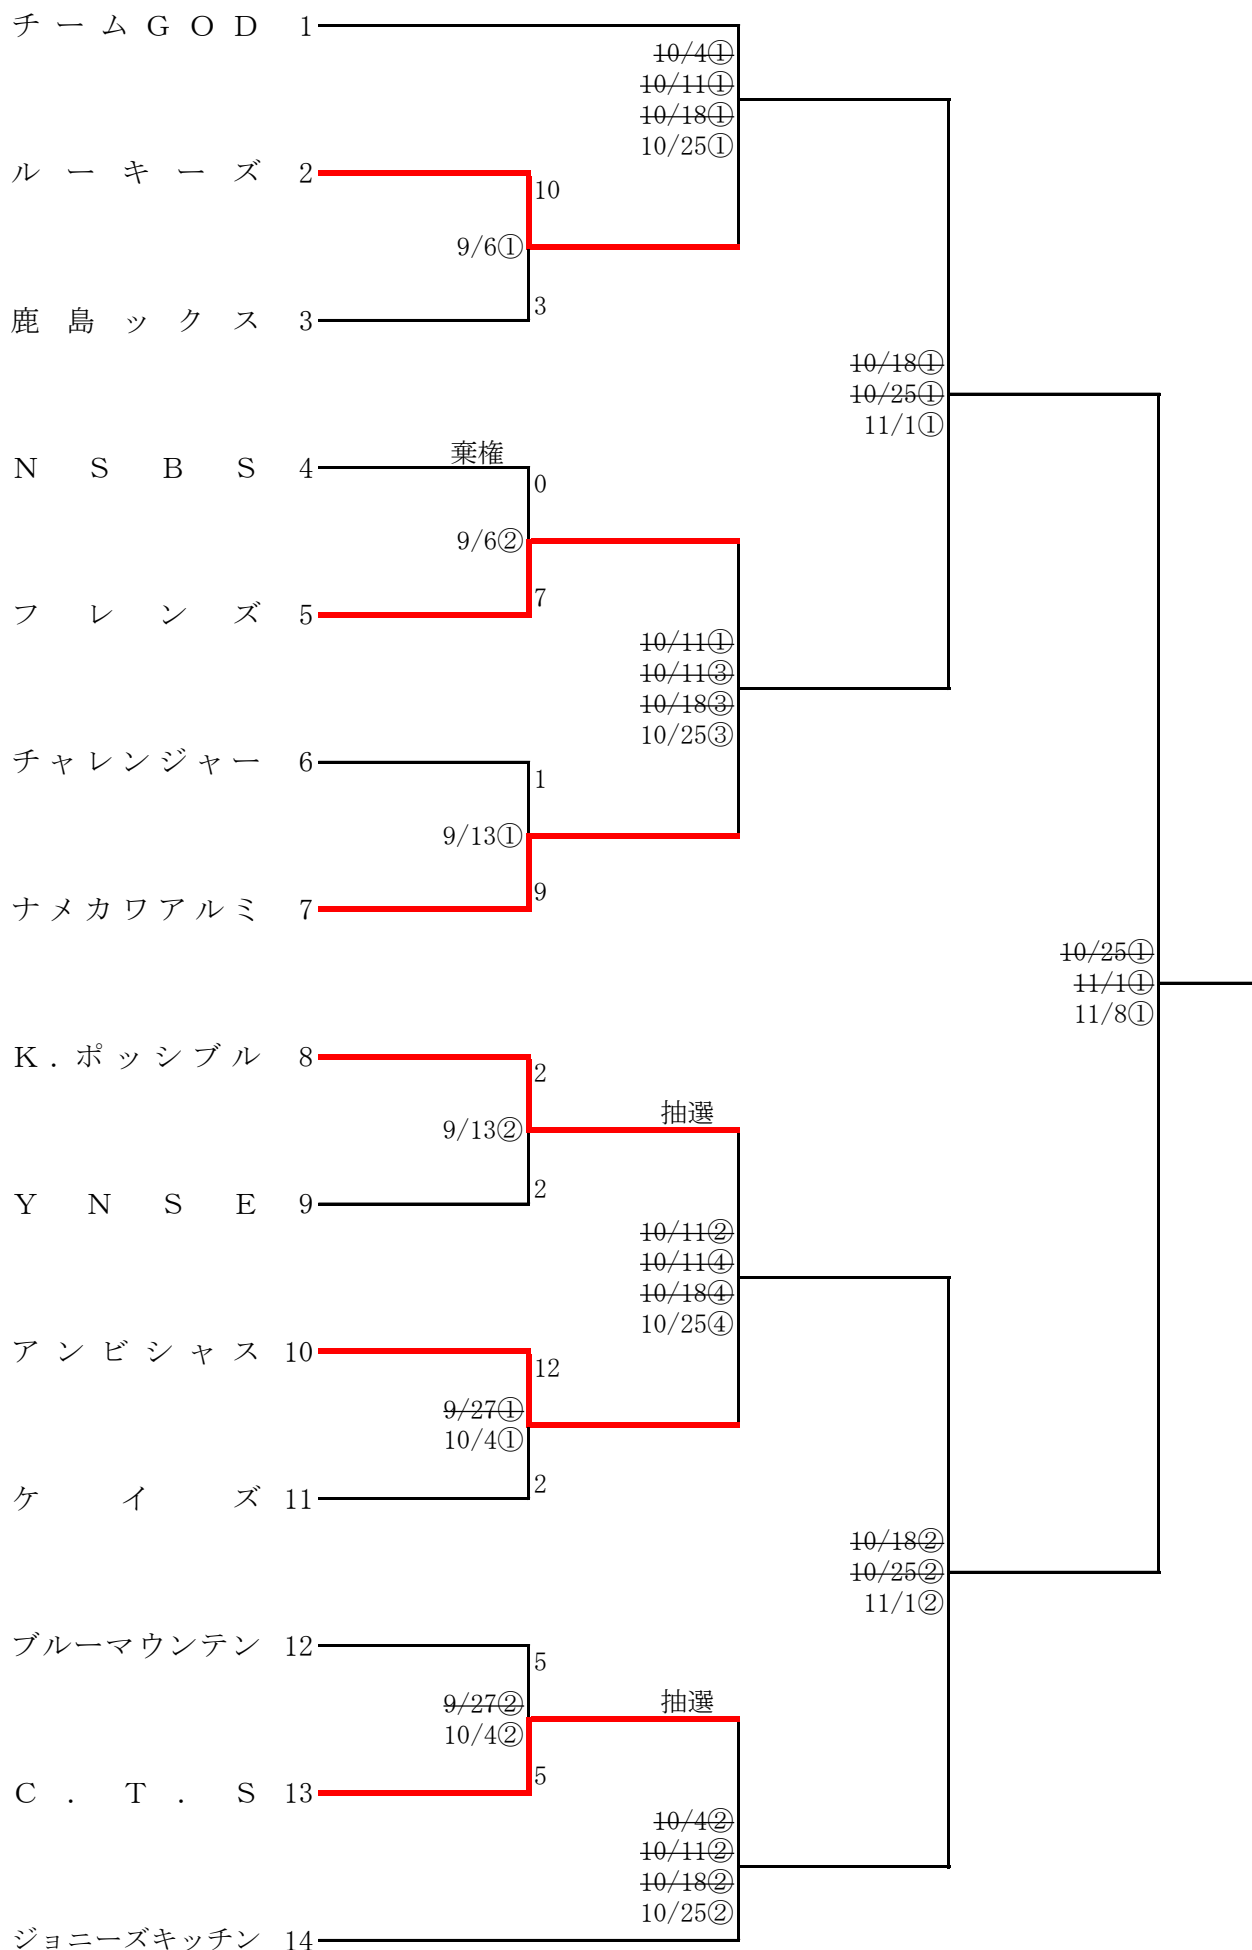 チームＧＯＤ 1
10/4①
10/11①
10/18①
10/25①
ルーキーズ 2
10
9/6①
3
鹿島ックス 3
10/18①
10/25①
11/1①
棄権
ＮＳＢＳ 4
0
9/6②
7
フレンズ 5
10/11①
10/11③
10/18③
10/25③
チャレンジャー 6
1
9/13①
9
ナメカワアルミ 7
10/25①
11/1①
11/8①
Ｋ．ポッシブル 8
2
抽選
9/13②
2
ＹＮＳＥ 9
10/11②
10/11④
10/18④
10/25④
アンビシャス 10
12
9/27①
10/4①
2
ケイズ 11
10/18②
10/25②
11/1②
ブルーマウンテン 12
5
抽選
9/27②
10/4②
5
Ｃ．Ｔ．Ｓ 13
10/4②
10/11②
10/18②
10/25②
ジョニーズキッチン 14